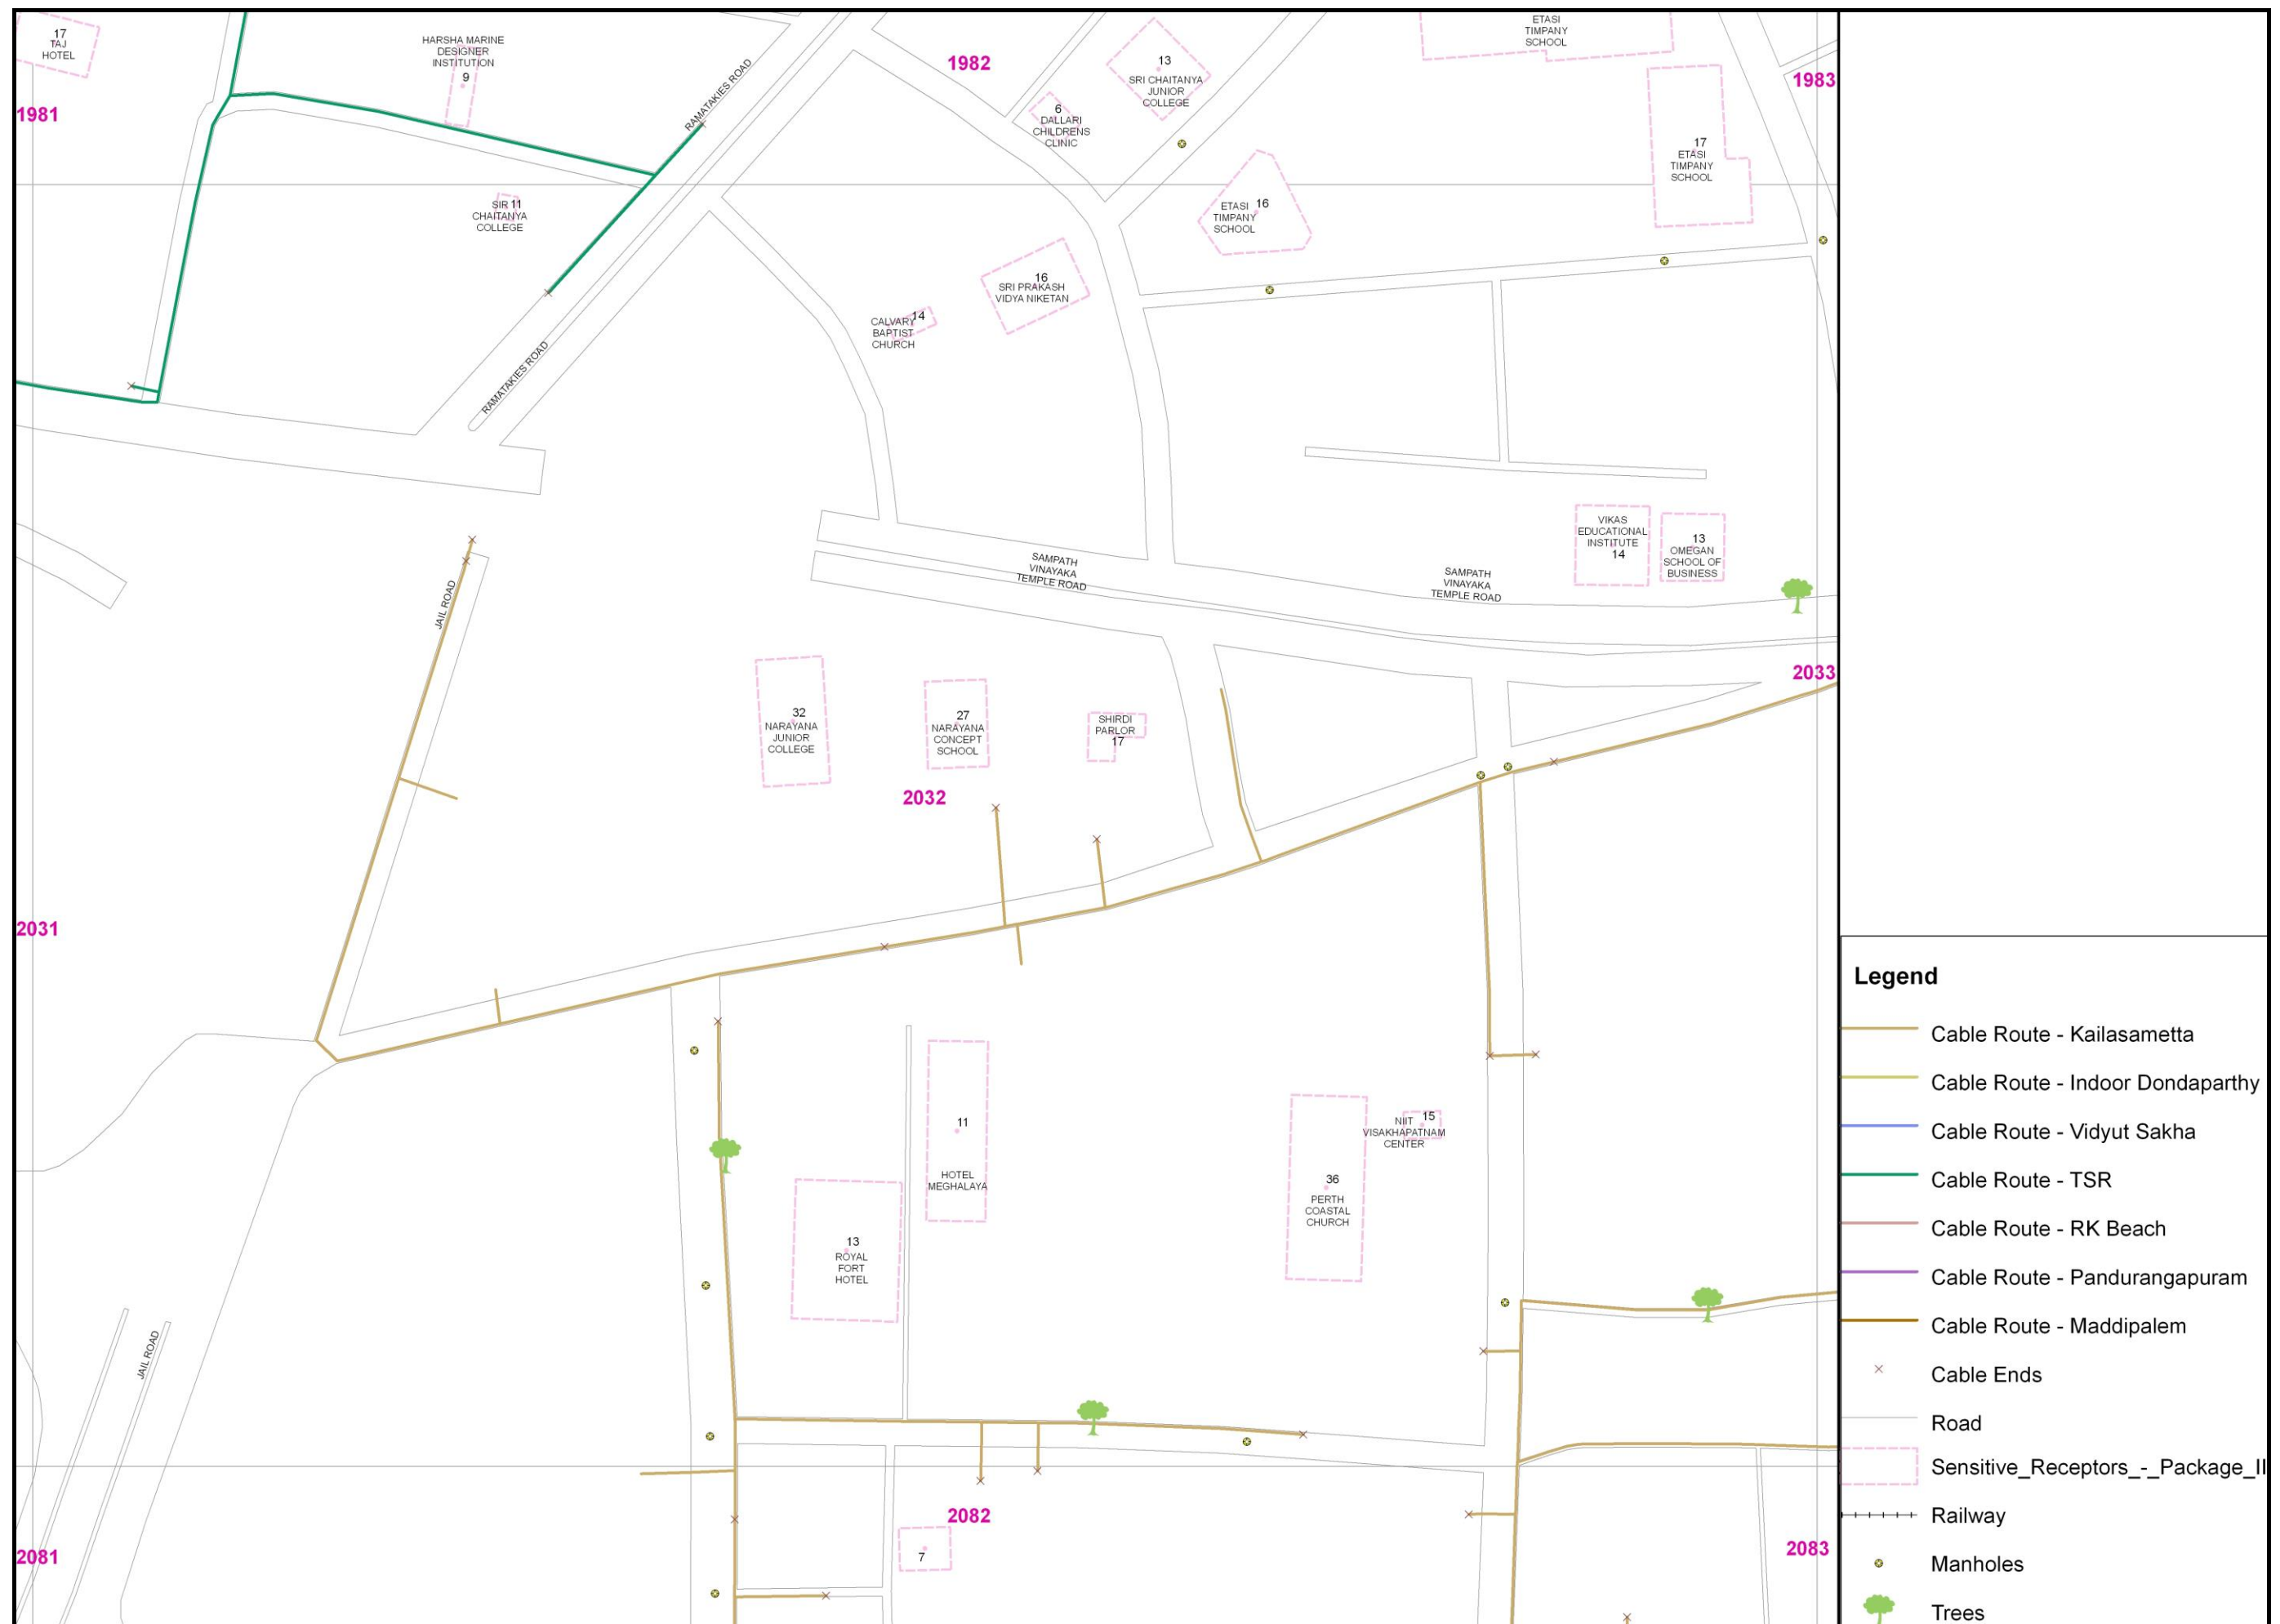 17
TAJ
HOTEL
HARSHA MARINE
DESIGNER
INSTITUTION
9
RAMATAKIES ROAD
1982
13
SRI CHAITANYA
JUNIOR
COLLEGE
6
DALLARI
CHILDRENS
CLINIC
ETASI
TIMPANY
SCHOOL
1983
1981
17
ETASI
TIMPANY
SCHOOL
SIR 11
CHAITANYA
COLLEGE
ETASI 16
TIMPANY
SCHOOL
16
SRI PRAKASH
VIDYA NIKETAN
14
CALVARY
BAPTIST
CHURCH
RAMATAKIES ROAD
VIKAS
EDUCATIONAL
INSTITUTE
14
13
OMEGAN
SCHOOL OF
BUSINESS
SAMPATH
VINAYAKA
TEMPLE ROAD
SAMPATH
VINAYAKA
TEMPLE ROAD
JAIL ROAD
2033
32
NARAYANA
JUNIOR
COLLEGE
27
NARAYANA
CONCEPT
SCHOOL
SHIRDI
PARLOR
17
2032
2031
11
HOTEL
MEGHALAYA
15
NIIT
VISAKHAPATNAM
CENTER
36
PERTH
COASTAL
CHURCH
13
ROYAL
FORT
HOTEL
JAIL ROAD
2082
2081
7
2083
Legend
Cable Route - Kailasametta
Cable Route - Indoor Dondaparthy
Cable Route - Vidyut Sakha
Cable Route - TSR
Cable Route - RK Beach
Cable Route - Pandurangapuram
Cable Route - Maddipalem
Cable Ends
Road
Sensitive_Receptors_-_Package_II
Railway
Manholes
Trees